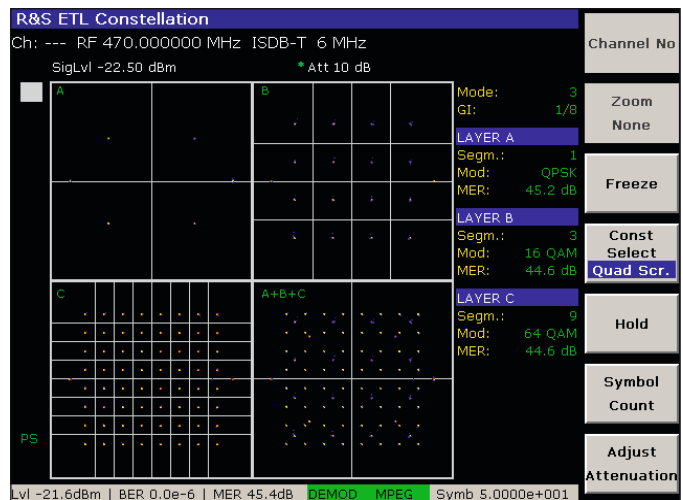 R&S ETL Constellation
Ch: --- RF 470.000000 MHz ISDB-T 6 MHz
SigLvl -22.50 dBm * Att 10 dB
A
B
C
A+B+C
PS
Mode: 3
GI: 1/8
LAYER A
Segm.: 1
Mod: QPSK
MER: 45.2 dB
LAYER B
Segm.: 3
Mod: 16 QAM
MER: 44.6 dB
LAYER C
Segm.: 9
Mod: 64 QAM
MER: 44.6 dB
Channel No
Zoom
None
Freeze
Const
Select
Quad Scr.
Hold
Symbol
Count
Adjust
Attenuation
Lvl -21.6dBm | BER 0.0e-6 | MER 45.4dB DEMOD MPEG Symb 5.0000e+001